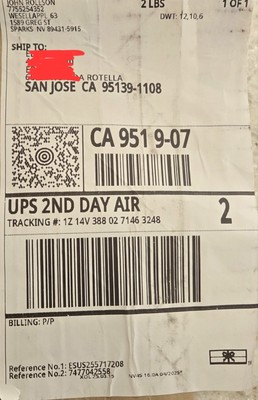 JOHN ROLLSON
7755254352
WESELLAPPL 63
1589 GREG ST
SPARKS NV 89431-5915
2 LBS
1 OF 1
DWT: 12,10,6
SHIP TO:
A ROTELLA
SAN JOSE CA 95139-1108
CA 951 9-07
UPS 2ND DAY AIR
2
TRACKING #: 1Z 14V 388 02 7146 3248
BILLING: P/P
Reference No.1: ESUS255717208
Reference No.2: 7477042558